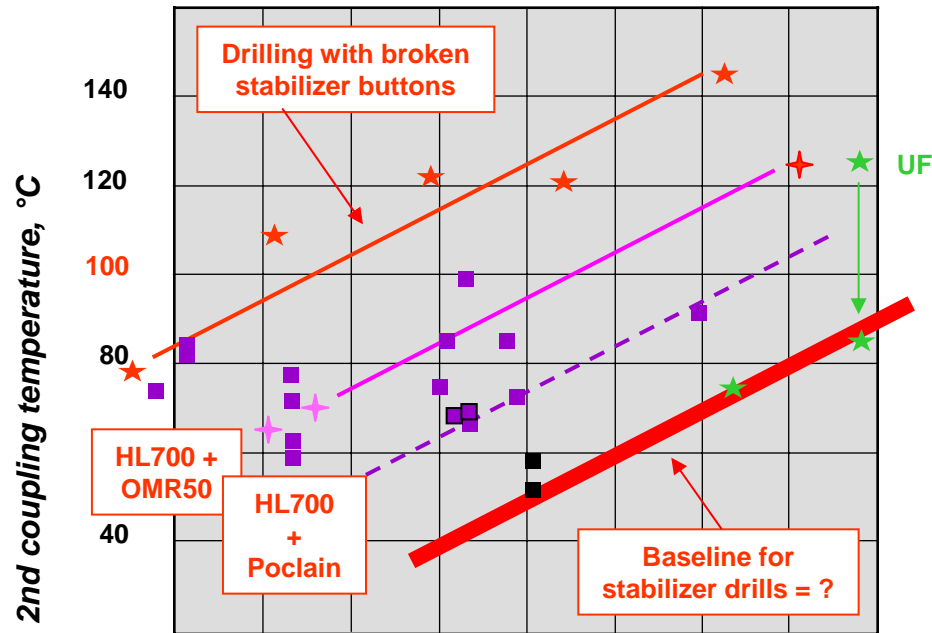 Drilling with broken
stabilizer buttons
140
120
100
80
40
2nd coupling temperature, °C
UF
HL700 +
OMR50
HL700
+
Poclain
Baseline for
stabilizer drills = ?